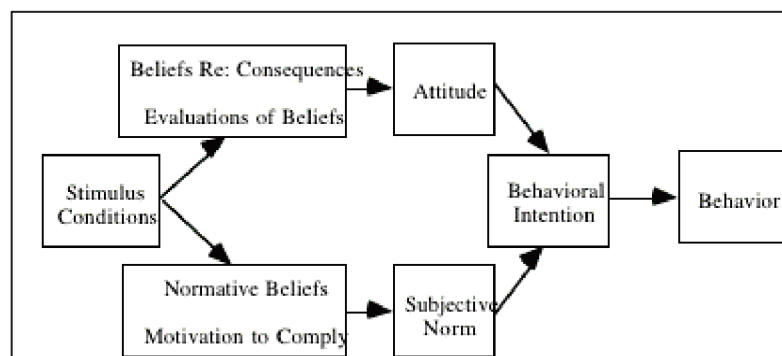 Beliefs Re: Consequences
Evaluations of Beliefs
Attitude
Stimulus
Conditions
Behavioral
Intention
Behavior
Normative Beliefs
Motivation to Comply
Subjective
Norm